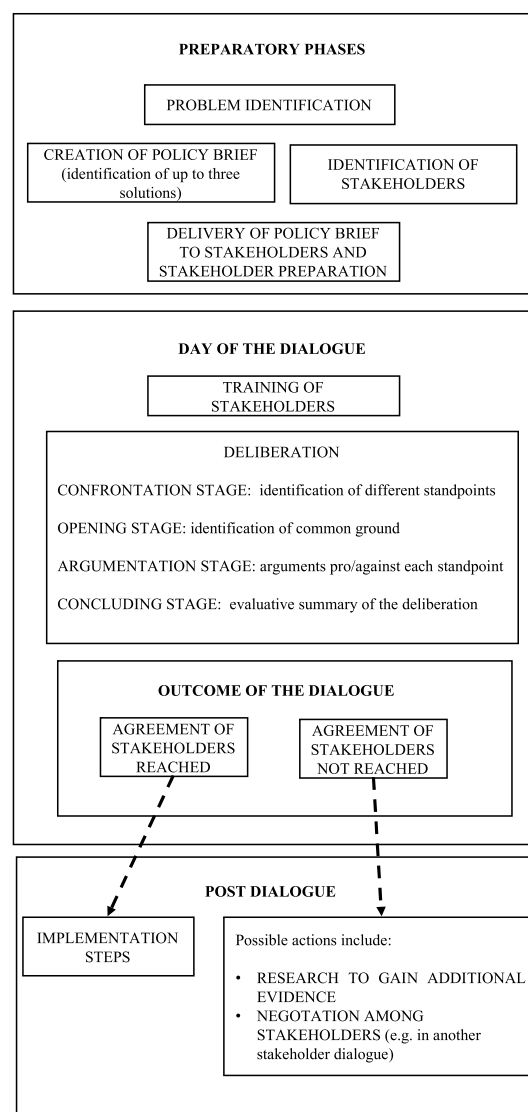 PREPARATORY PHASES
PROBLEM IDENTIFICATION
CREATION OF POLICY BRIEF
(identification of up to three
solutions)
IDENTIFICATION OF
STAKEHOLDERS
DELIVERY OF POLICY BRIEF
TO STAKEHOLDERS AND
STAKEHOLDER PREPARATION
DAY OF THE DIALOGUE
TRAINING OF
STAKEHOLDERS
DELIBERATION
CONFRONTATION STAGE: identification of different standpoints
OPENING STAGE: identification of common ground
ARGUMENTATION STAGE: arguments pro/against each standpoint
CONCLUDING STAGE: evaluative summary of the deliberation
OUTCOME OF THE DIALOGUE
AGREEMENT OF
STAKEHOLDERS
REACHED
AGREEMENT OF
STAKEHOLDERS
NOT REACHED
POST DIALOGUE
IMPLEMENTATION
STEPS
Possible actions include:
• RESEARCH TO GAIN ADDITIONAL
EVIDENCE
• NEGOTATION AMONG
STAKEHOLDERS (e.g. in another
stakeholder dialogue)